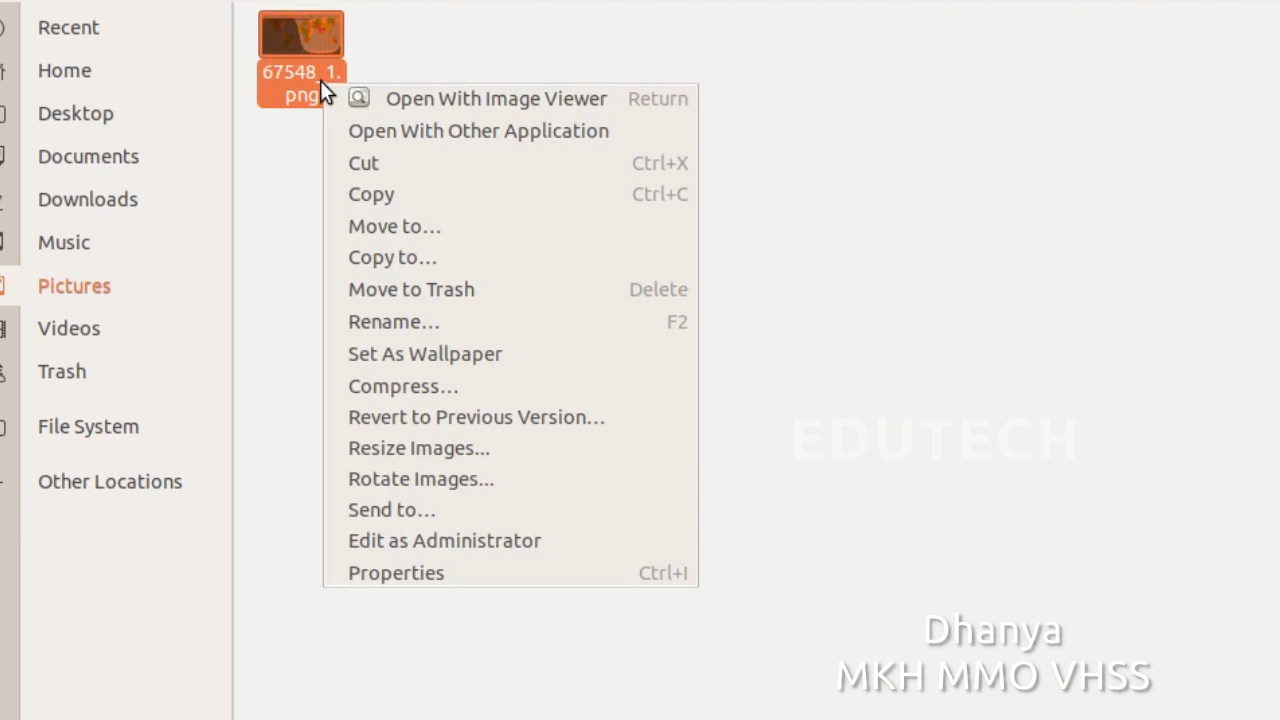 Recent
Home
Desktop
Documents
Downloads
Music
Pictures
Videos
Trash
File System
Other Locations
67548_1.
png
Open With Image Viewer Return
Open With Other Application
Cut Ctrl+X
Copy Ctrl+C
Move to…
Copy to…
Move to Trash Delete
Rename… F2
Set As Wallpaper
Compress…
Revert to Previous Version…
Resize Images...
Rotate Images...
Send to…
Edit as Administrator
Properties Ctrl+I
EDUTECH
Dhanya
MKH MMO VHSS